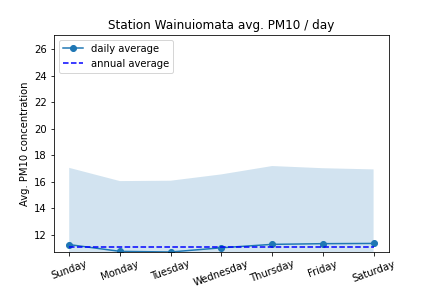 Station Wainuiomata avg. PM10 / day
daily average
annual average
Avg. PM10 concentration
26
24
22
20
18
16
14
12
Sunday
Monday
Tuesday
Wednesday
Thursday
Friday
Saturday